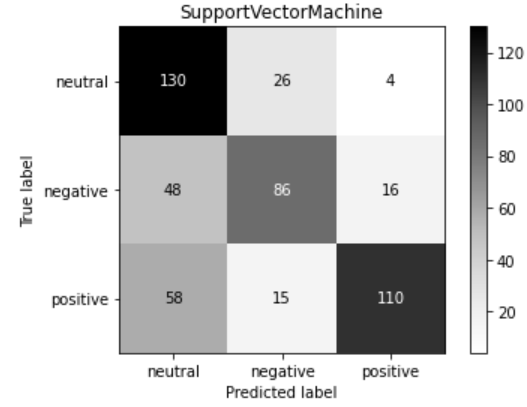 SupportVectorMachine
neutral 130 26 4
negative 48 86 16
positive 58 15 110
neutral negative positive
Predicted label
True label
120
100
80
60
40
20